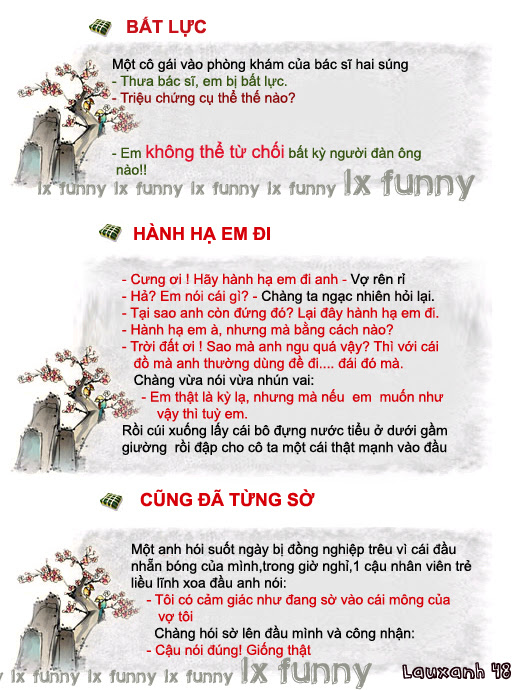 BẤT LỰC
Một cô gái vào phòng khám của bác sĩ hai súng
- Thưa bác sĩ, em bị bất lực.
- Triệu chứng cụ thể thế nào?
- Em không thể từ chối bất kỳ người đàn ông
nào!!
lx funny lx funny lx funny lx funny lx funny
HÀNH HẠ EM ĐI
- Cưng ơi ! Hãy hành hạ em đi anh - Vợ rên rỉ
- Hả? Em nói cái gì? - Chàng ta ngạc nhiên hỏi lại.
- Tại sao anh còn đứng đó? Lại đây hành hạ em đi.
- Hành hạ em à, nhưng mà bằng cách nào?
- Trời đất ơi ! Sao mà anh ngu quá vậy? Thì với cái
đồ mà anh thường dùng để đi.... đái đó mà.
Chàng vừa nói vừa nhún vai:
- Em thật là kỳ lạ, nhưng mà nếu em muốn như
vậy thì tuỳ em.
Rồi cúi xuống lấy cái bô đựng nước tiểu ở dưới gầm
giường rồi đập cho cô ta một cái thật mạnh vào đầu
CŨNG ĐÃ TỪNG SỜ
Một anh hói suốt ngày bị đồng nghiệp trêu vì cái đầu
nhẵn bóng của mình,trong giờ nghỉ,1 cậu nhân viên trẻ
liều lĩnh xoa đầu anh nói:
- Tôi có cảm giác như đang sờ vào cái mông của
vợ tôi
Chàng hói sờ lên đầu mình và công nhận:
- Cậu nói đúng! Giống thật
lx funny lx funny lx funny lx funny
Lauxanh 48